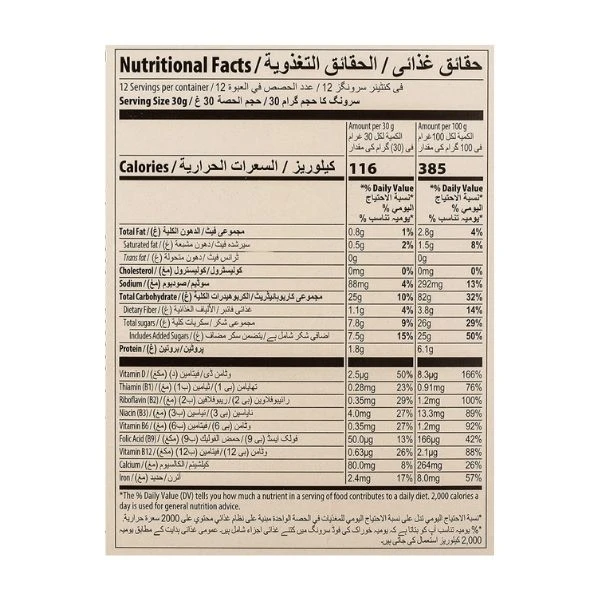 Nutritional Facts / الحقائق التغذوية / حقائق غذائی
12 Servings per container / 12 عدد الحصص في العبوة / 12 فی کنٹینر سرونگز
Serving Size 30g / حجم الحصة 30 غ / 30 سرونگ کا حجم گرام
Amount per 30 g Amount per 100 g
الكمية لكل 30 غرام الكمية لكل 100 غرام
فی (30) گرام کی مقدار فی 100 گرام کی مقدار
Calories / السعرات الحرارية / کیلوریز 116 385
*% Daily Value *% Daily Value
*نسبة الاحتياج *نسبة الاحتياج
اليومي % اليومي %
*یومیہ تناسب % *یومیہ تناسب %
Total Fat / (غ) الدهون الكلية / مجموعی فیٹ 0.8g 1% 2.8g 4%
Saturated fat / (غ) دهون مشبعة / سیرشدہ فیٹ 0.5g 2% 1.5g 8%
Trans fat / (غ) دهون متحولة / ٹرانس فیٹ 0g 0g
Cholesterol / (مغ) كوليسترول / کولیسٹرول 0mg 0% 0mg 0%
Sodium / (مغ) صوديوم / سوڈیم 88mg 4% 292mg 13%
Total Carbohydrate / (غ) الكربوهيدرات الكلية / مجموعی کاربوہائیڈریٹ 25g 10% 82g 32%
Dietary Fiber / (غ) الألياف الغذائية / غذائی فائبر 1.1g 4% 3.8g 14%
Total sugars / (غ) سكريات كلية / مجموعی شکر 7.8g 9% 26g 29%
Includes Added Sugars / (غ) يتضمن سكر مضاف / اضافی شکر شامل ہے 7.5g 15% 25g 50%
Protein / (غ) بروتين / پروٹین 1.8g 6.1g
Vitamin D / (مكغ) فيتامين (د) / وٹامن ڈی 2.5µg 50% 8.3µg 166%
Thiamin (B1) / (مغ) ثيامين (ب1) / تھایامن (بی 1) 0.28mg 23% 0.91mg 76%
Riboflavin (B2) / (مغ) ريبوفلافين (ب2) / رائبوفلاوین (بی 2) 0.35mg 29% 1.2mg 100%
Niacin (B3) / (مغ) نياسين (ب3) / نایاسین (بی 3) 4.0mg 27% 13.3mg 89%
Vitamin B6 / (مغ) فيتامين (ب6) / وٹامن (بی 6) 0.35mg 27% 1.2mg 92%
Folic Acid (B9) / (مكغ) حمض الفوليك (ب9) / فولک ایسڈ (بی 9) 50.0µg 13% 166µg 42%
Vitamin B12 / (مكغ) فيتامين (ب12) / وٹامن (بی 12) 0.63µg 26% 2.1µg 88%
Calcium / (مغ) الكالسيوم / کیلشیئم 80.0mg 8% 264mg 26%
Iron / (مغ) حديد / آئرن 2.4mg 17% 8.0mg 57%
*The % Daily Value (DV) tells you how much a nutrient in a serving of food contributes to a daily diet. 2,000 calories a
day is used for general nutrition advice.
*نسبة الاحتياج اليومي تدل على نسبة الاحتياج اليومي للمغذيات في الحصة الواحدة مبنية على نظام غذائي محتوي على 2000 سعرة حرارية.
*% یومیہ تناسب آپ کو بتاتا ہے کہ یومیہ خوراک کی فوڈ سرونگ میں کتنے غذائی اجزاء شامل ہیں. عمومی غذائی ہدایت کے مطابق یومیہ
2,000 کیلوریز استعمال کی جاتی ہیں.